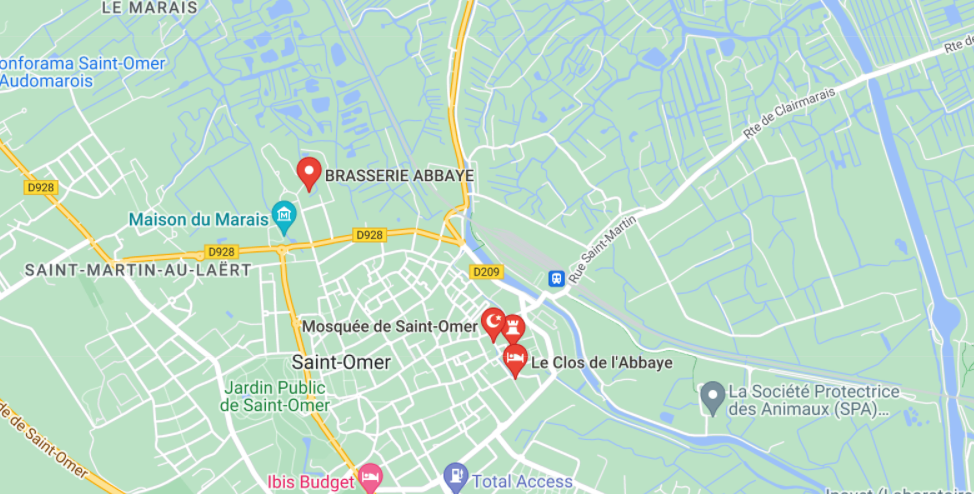 LE MARAIS
onforama Saint-Omer
Audomarois
Rte de
Rte de Clairmarais
D928
BRASSERIE ABBAYE
Maison du Marais
D928
D928
Rue Saint-Martin
SAINT-MARTIN-AU-LAËRT
D209
Mosquée de Saint-Omer
Saint-Omer
Le Clos de l'Abbaye
Jardin Public
de Saint-Omer
La Société Protectrice
des Animaux (SPA)...
de de Saint-Omer
Ibis Budget
Total Access